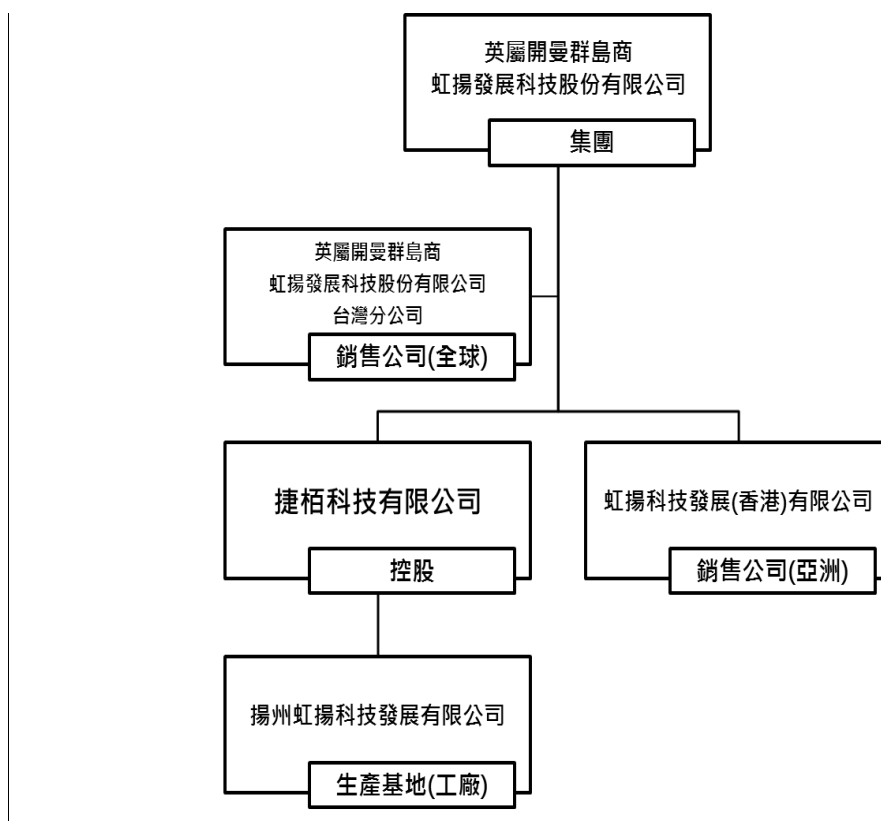 英屬開曼群島商
虹揚發展科技股份有限公司
集團
英屬開曼群島商
虹揚發展科技股份有限公司
台灣分公司
銷售公司(全球)
捷栢科技有限公司
控股
虹揚科技發展(香港)有限公司
銷售公司(亞洲)
揚州虹揚科技發展有限公司
生產基地(工廠)